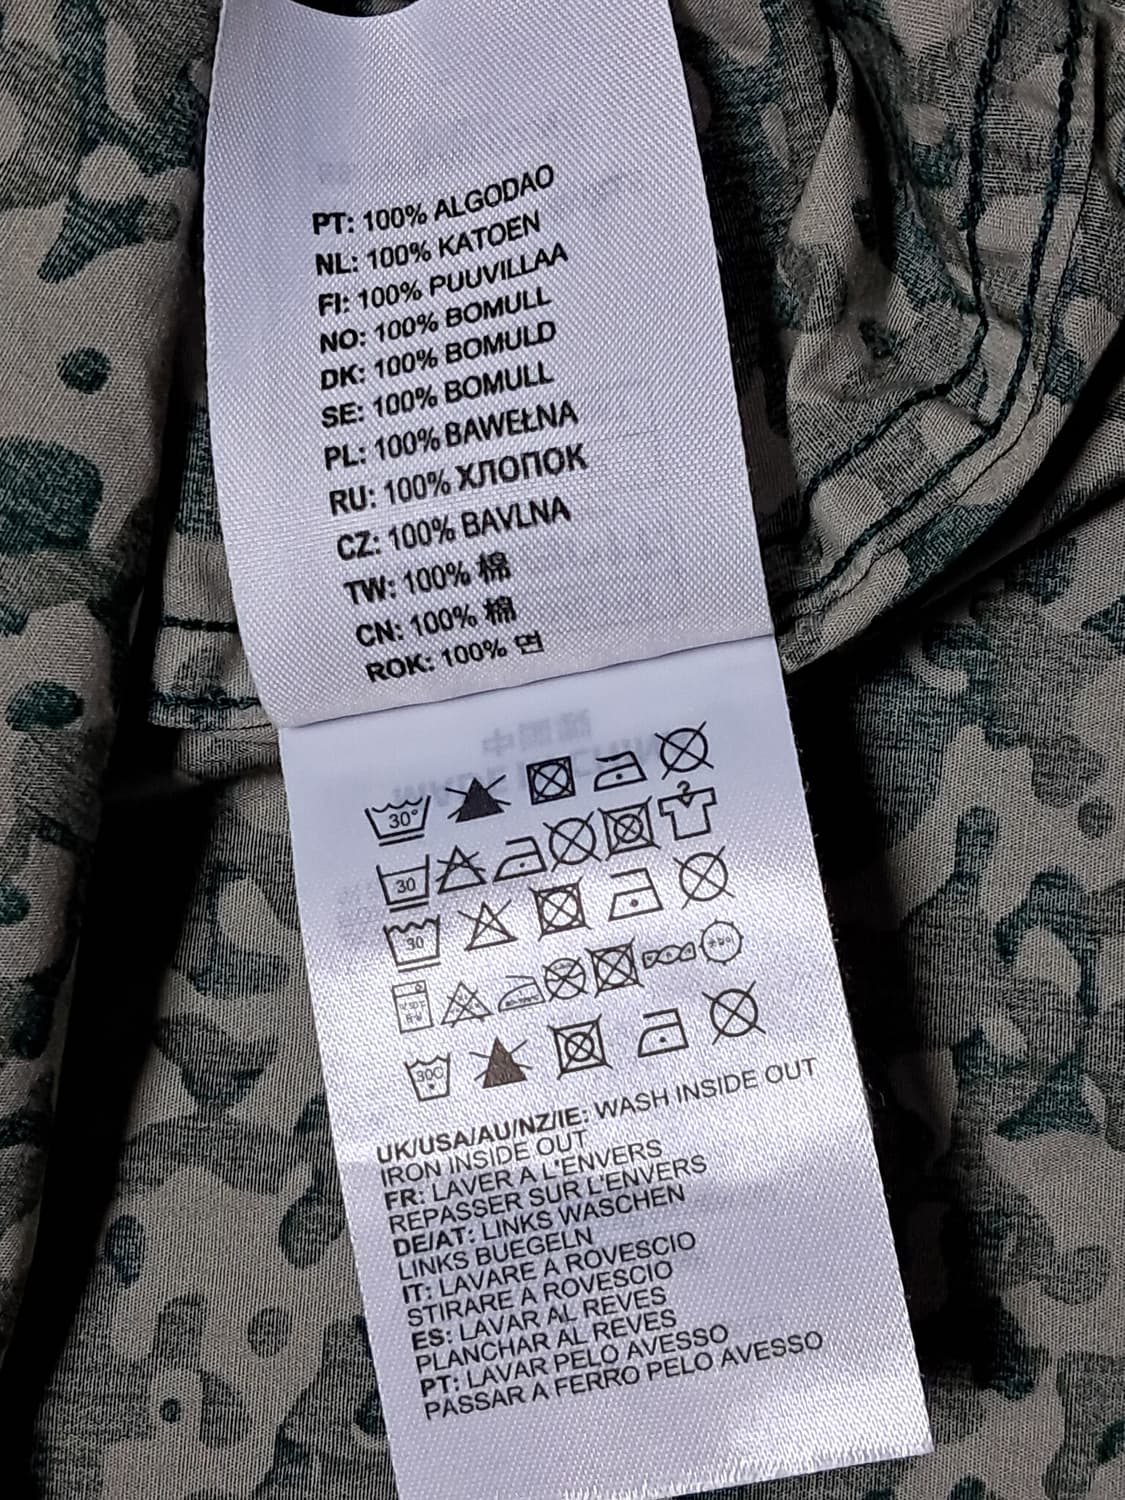 PT: 100% ALGODAO
NL: 100% KATOEN
FI: 100% PUUVILLAA
NO: 100% BOMULL
DK: 100% BOMULD
SE: 100% BOMULL
PL: 100% BAWEŁNA
RU: 100% ХЛОПОК
CZ: 100% BAVLNA
TW: 100% 棉
CN: 100% 棉
ROK: 100% 면
30°
30
30
30C
UK/USA/AU/NZ/IE: WASH INSIDE OUT
IRON INSIDE OUT
FR: LAVER A L'ENVERS
REPASSER SUR L'ENVERS
DE/AT: LINKS WASCHEN
LINKS BUEGELN
IT: LAVARE A ROVESCIO
STIRARE A ROVESCIO
ES: LAVAR AL REVES
PLANCHAR AL REVES
PT: LAVAR PELO AVESSO
PASSAR A FERRO PELO AVESSO